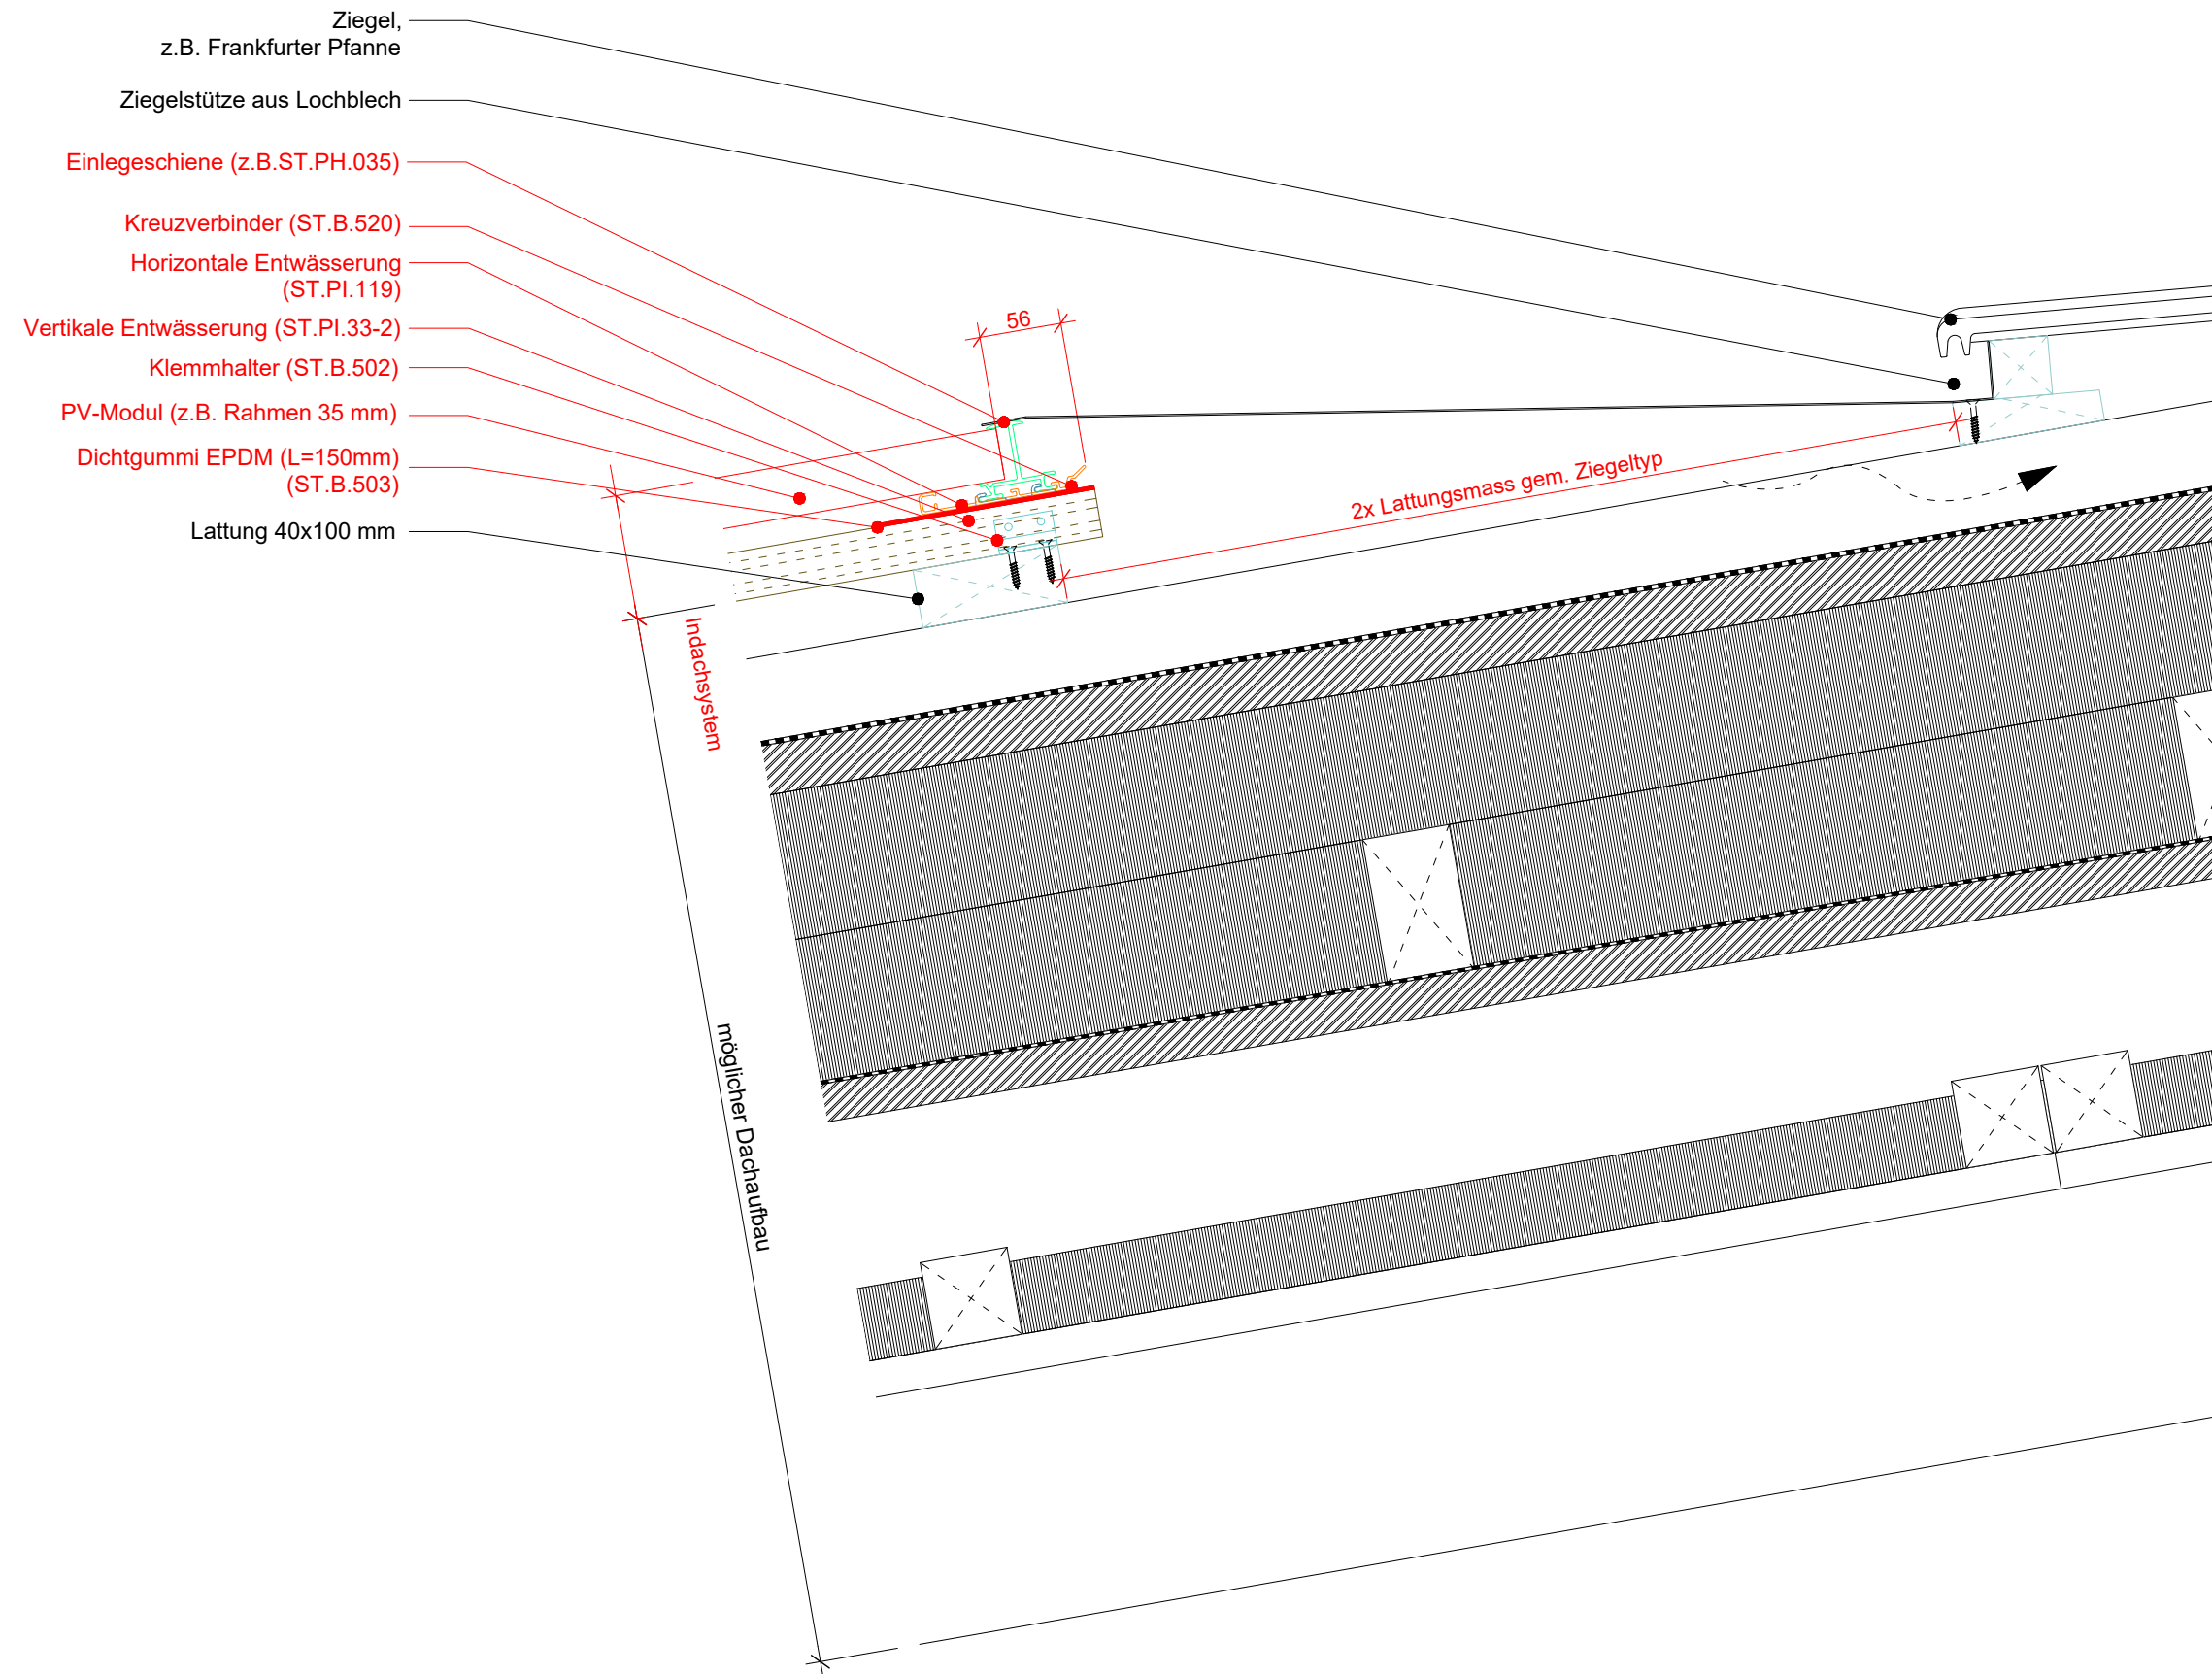 Ziegel,
z.B. Frankfurter Pfanne
Ziegelstütze aus Lochblech
Einlegeschiene (z.B.ST.PH.035)
Kreuzverbinder (ST.B.520)
Horizontale Entwässerung
(ST.PI.119)
Vertikale Entwässerung (ST.PI.33-2)
Klemmhalter (ST.B.502)
PV-Modul (z.B. Rahmen 35 mm)
Dichtgummi EPDM (L=150mm)
(ST.B.503)
Lattung 40x100 mm
56
2x Lattungsmass gem. Ziegeltyp
Indachsystem
möglicher Dachaufbau